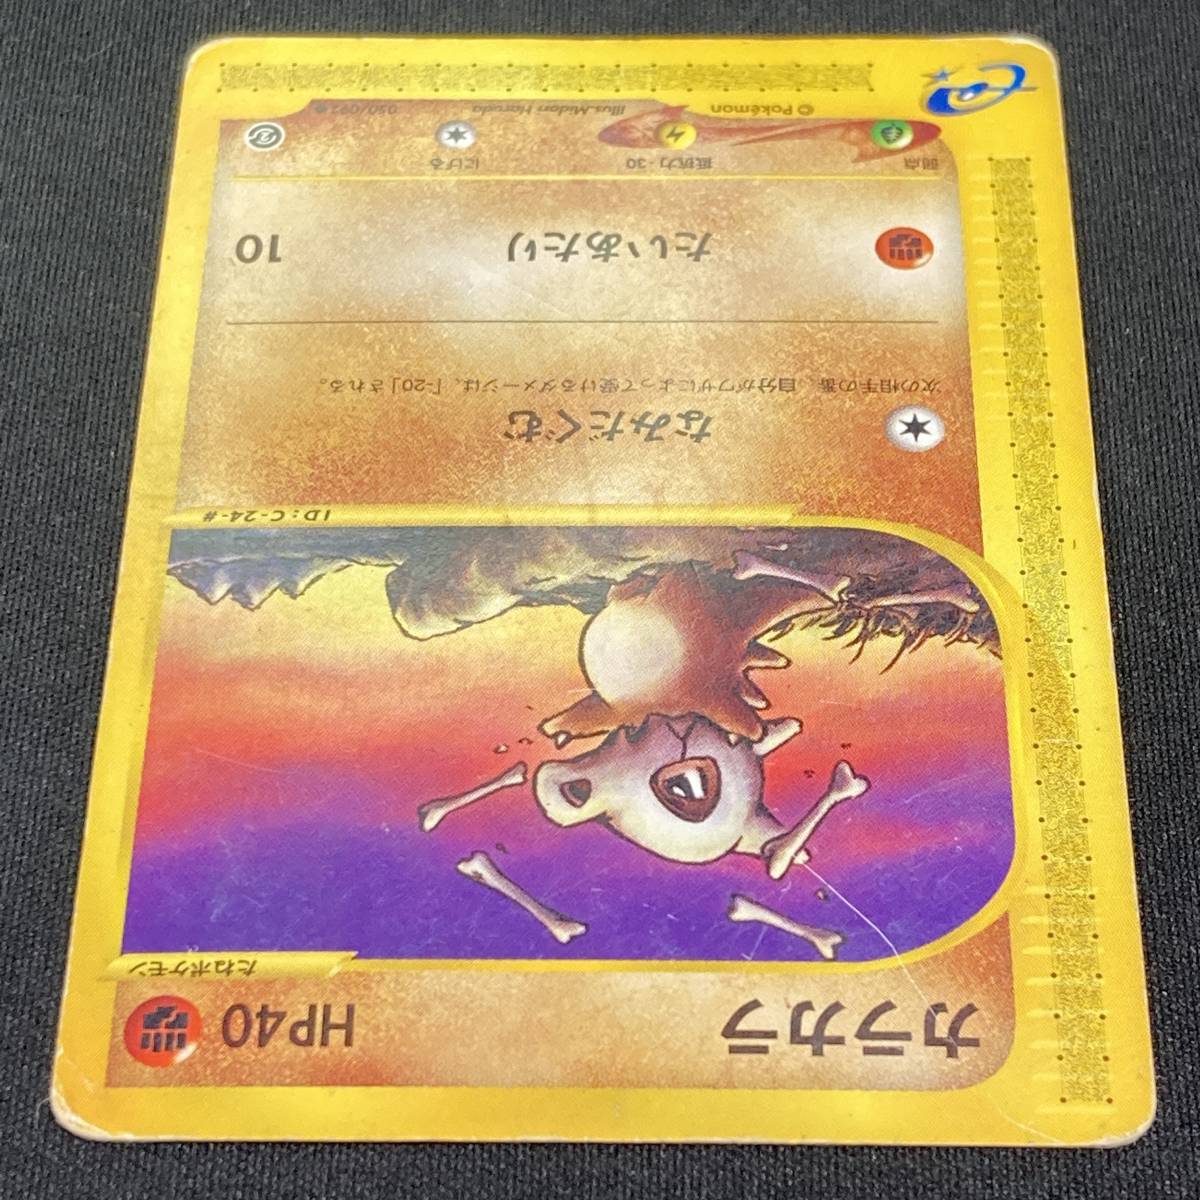 カラカラ
HP40
たねポケモン
ID:C-24-#
なみだぐむ
次の相手の番、自分がワザによって受けるダメージは、「-20」される。
たいあたり
10
弱点
抵抗力-30
にげる
©Pokémon
Illus.Midori Harada